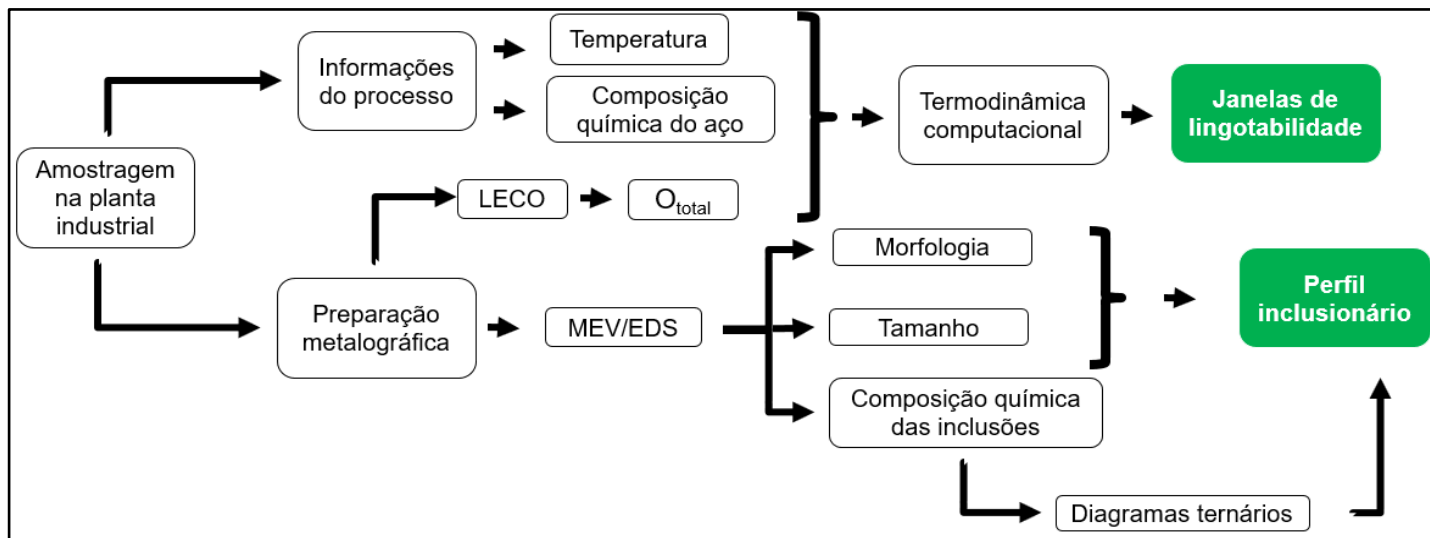 Informações
do processo
Temperatura
Composição
química do aço
Termodinâmica
computacional
Janelas de
lingotabilidade
Amostragem
na planta
industrial
LECO
Ototal
Preparação
metalográfica
MEV/EDS
Morfologia
Tamanho
Composição química
das inclusões
Perfil
inclusionário
Diagramas ternários